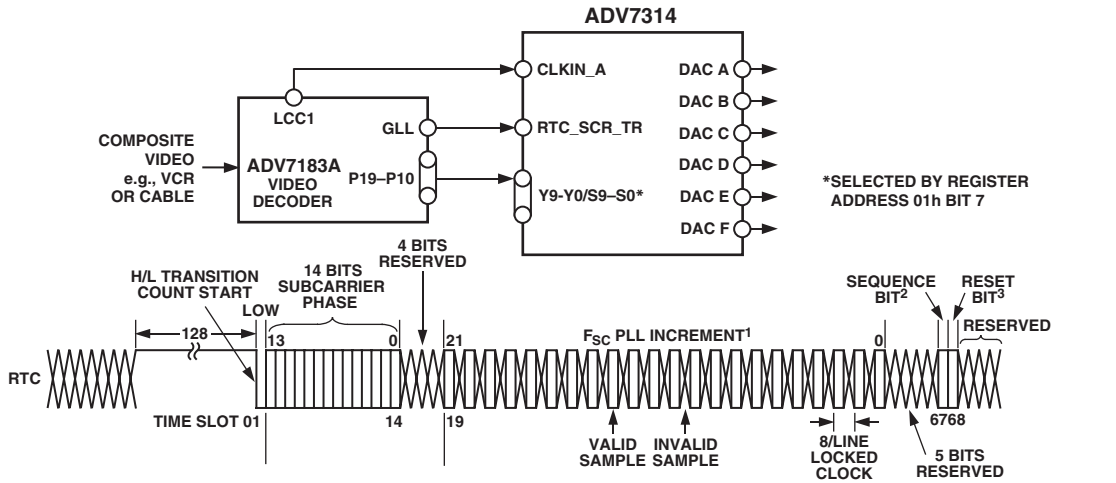 ADV7314
CLKIN_A
DAC A
DAC B
LCC1
GLL
RTC_SCR_TR
DAC C
COMPOSITE
VIDEO
e.g., VCR
OR CABLE
ADV7183A
VIDEO
DECODER
P19–P10
DAC D
Y9-Y0/S9–S0*
DAC E
DAC F
*SELECTED BY REGISTER
ADDRESS 01h BIT 7
H/L TRANSITION
COUNT START
LOW
14 BITS
SUBCARRIER
PHASE
4 BITS
RESERVED
SEQUENCE
BIT2
RESET
BIT3
RESERVED
128
13
0
21
FSC PLL INCREMENT1
0
RTC
TIME SLOT 01
14
19
VALID
SAMPLE
INVALID
SAMPLE
8/LINE
LOCKED
CLOCK
6768
5 BITS
RESERVED